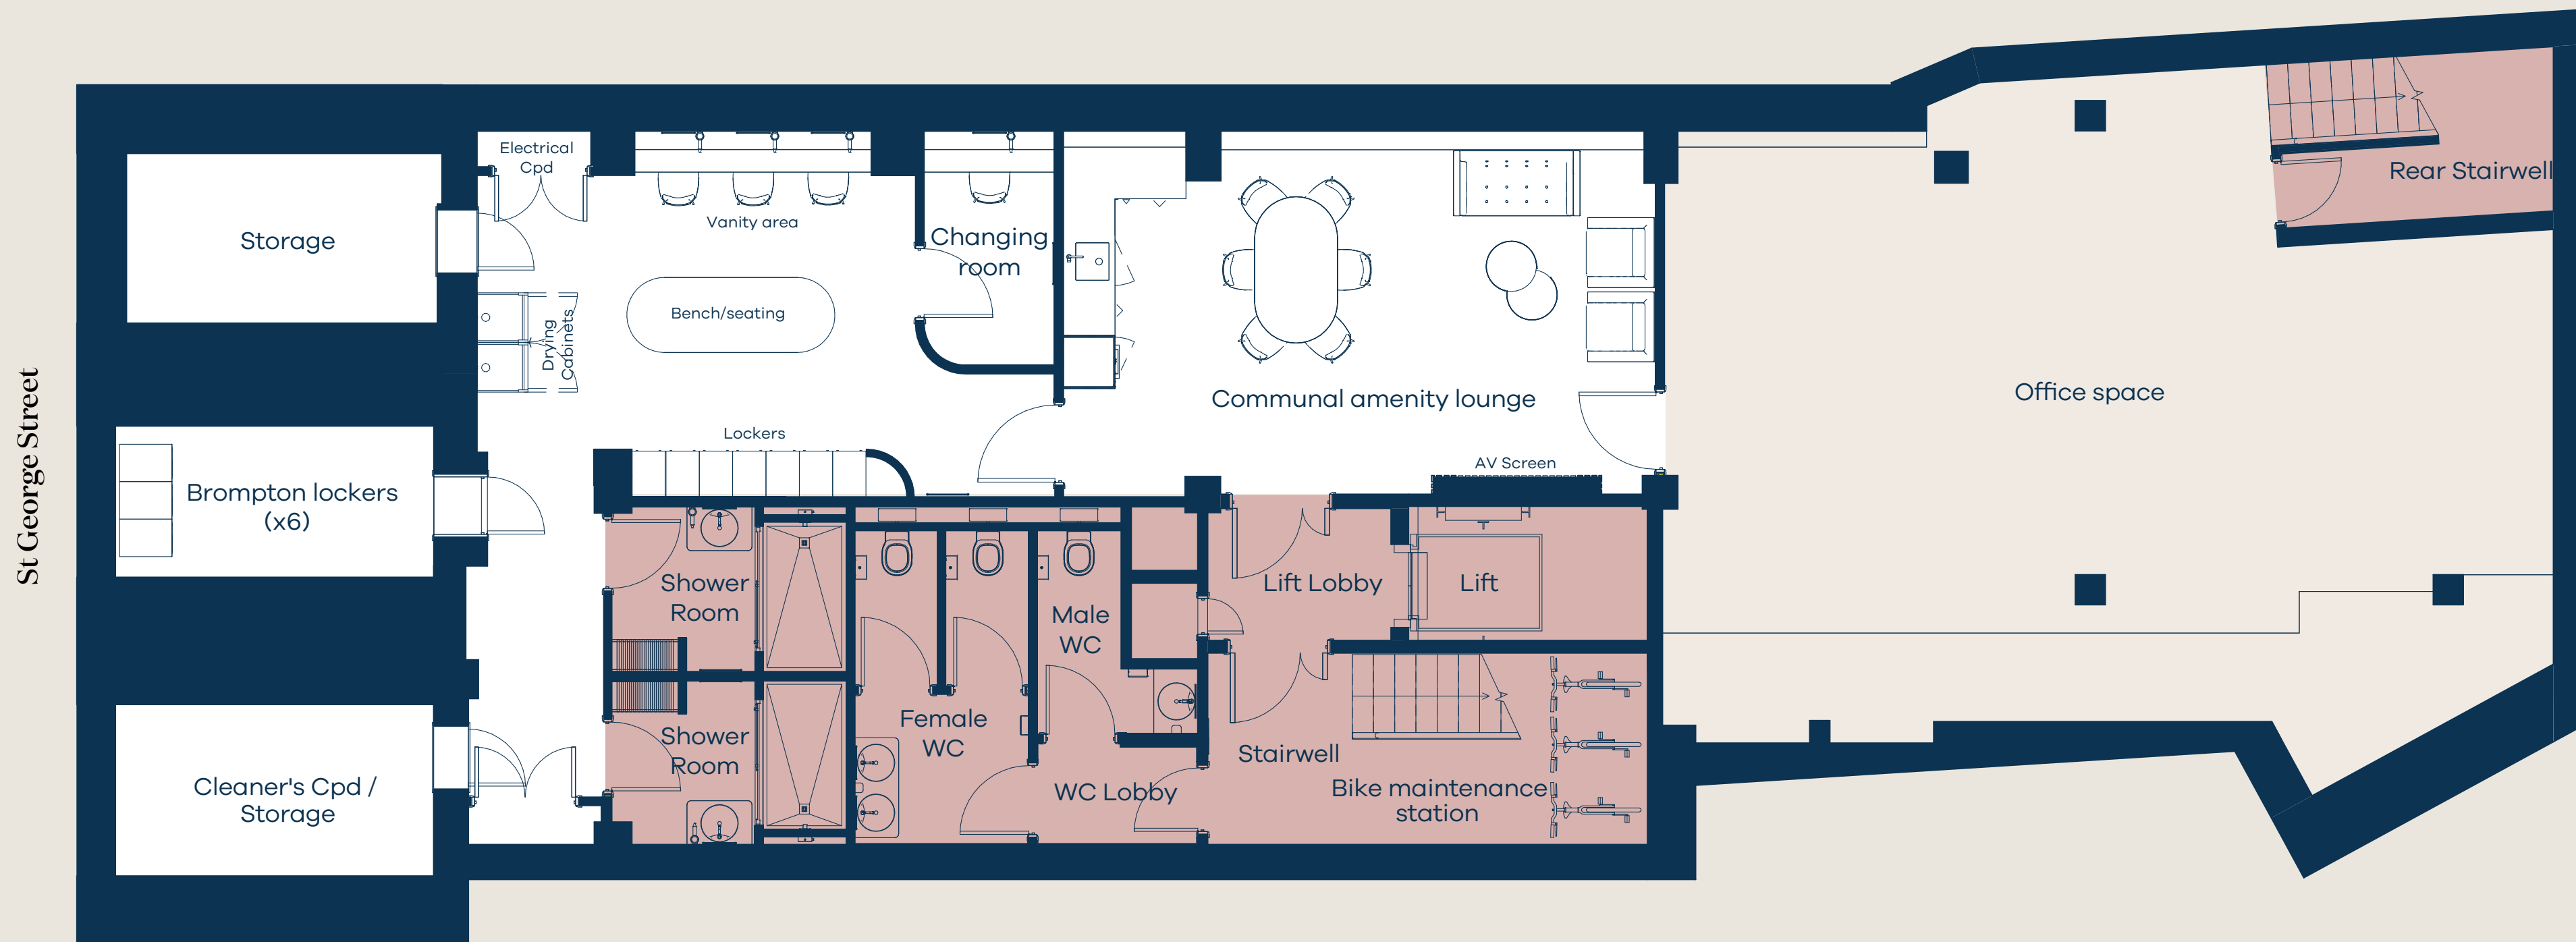 St George Street
Storage
Electrical
Cpd
Drying
Cabinets
Vanity area
Bench/seating
Changing
room
Lockers
Brompton lockers
(x6)
Cleaner's Cpd /
Storage
Communal amenity lounge
AV Screen
Office space
Rear Stairwell
Shower
Room
Shower
Room
Female
WC
Male
WC
WC Lobby
Lift Lobby
Lift
Stairwell
Bike maintenance
station